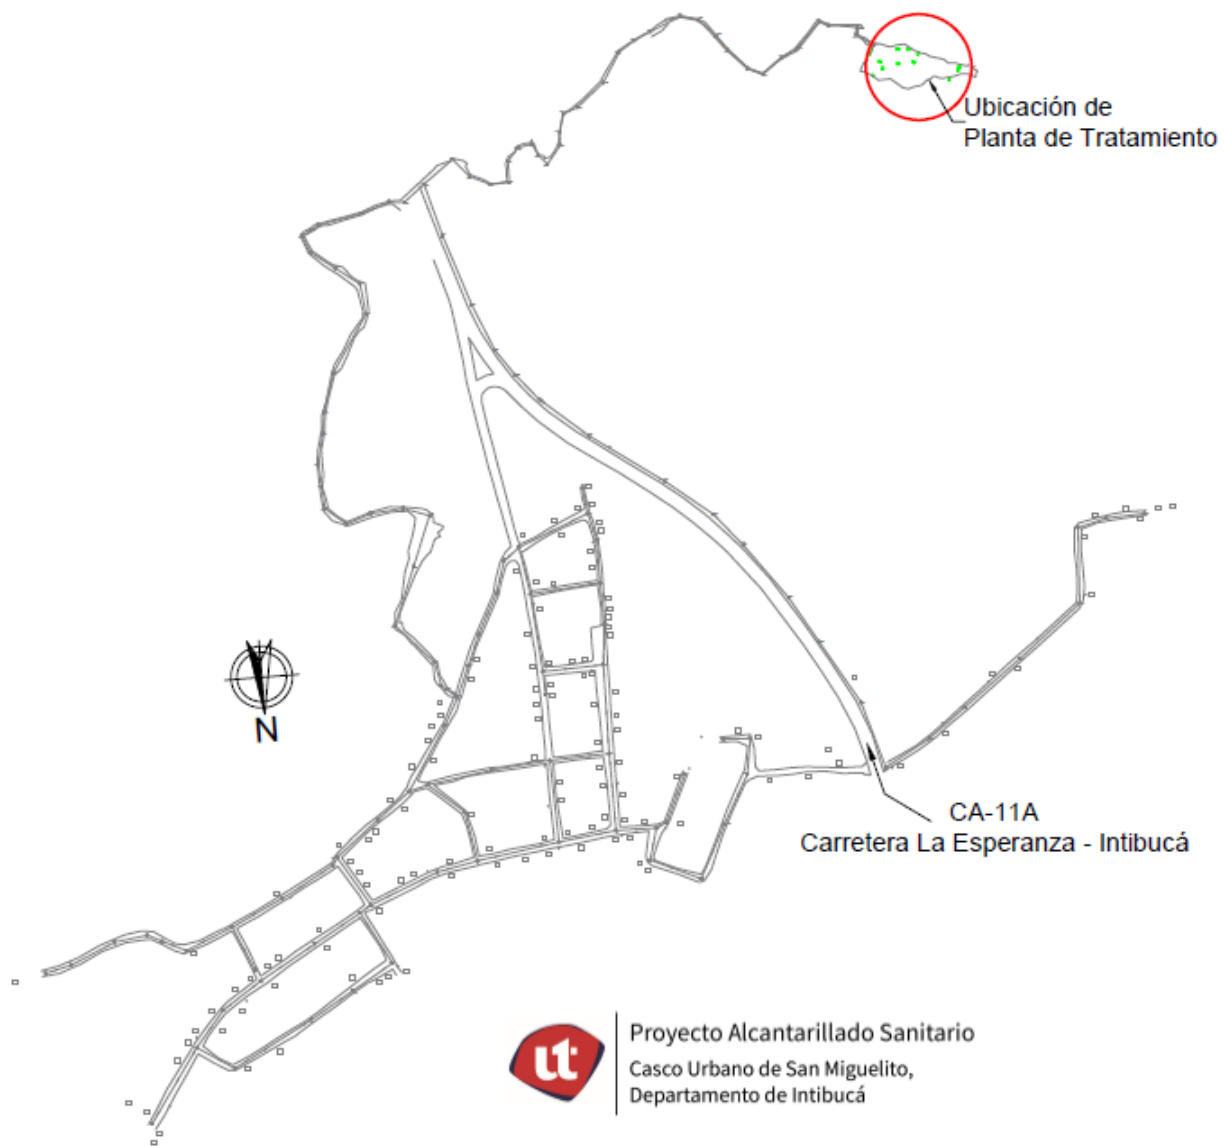 Ubicación de
Planta de Tratamiento
N
CA-11A
Carretera La Esperanza - Intibucá
ut
Proyecto Alcantarillado Sanitario
Casco Urbano de San Miguelito,
Departamento de Intibucá